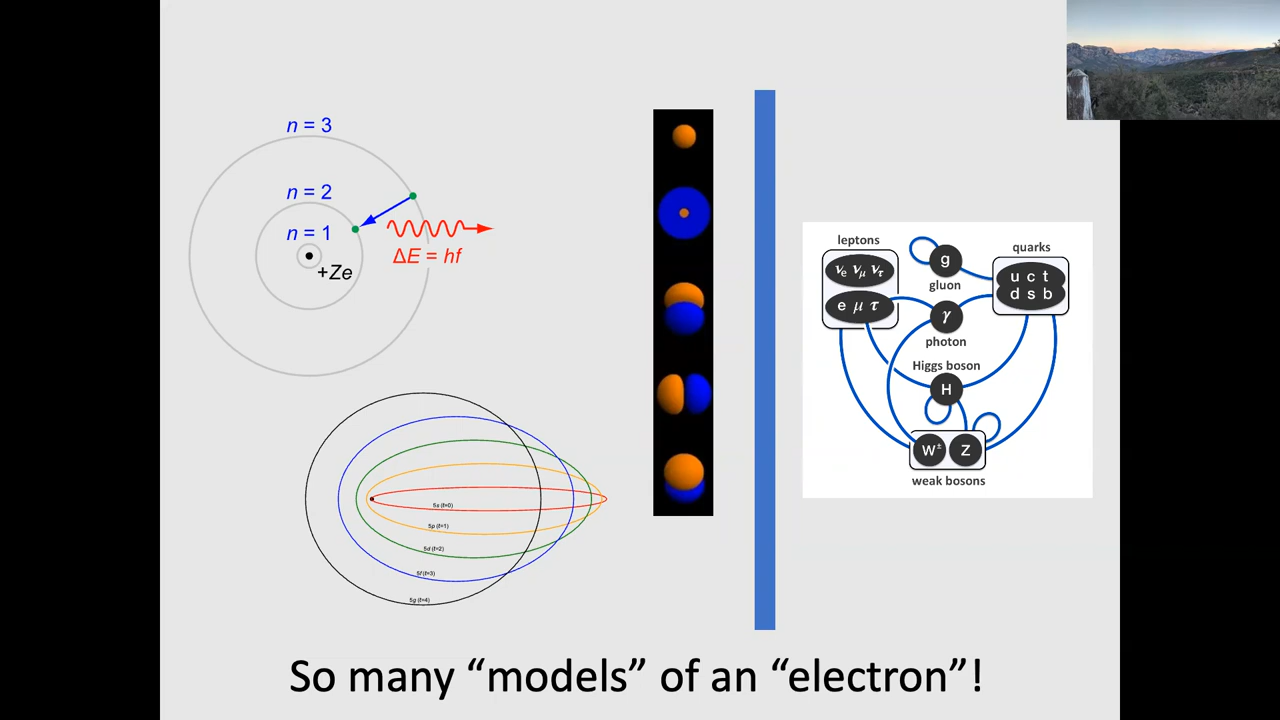 n = 3
n = 2
n = 1
+Ze
ΔE = hf
5s (ℓ=0)
5p (ℓ=1)
5d (ℓ=2)
5f (ℓ=3)
5g (ℓ=4)
leptons
νe νμ ντ
e μ τ
g
gluon
γ
photon
Higgs boson
H
W± Z
weak bosons
quarks
u c t
d s b
So many “models” of an “electron”!